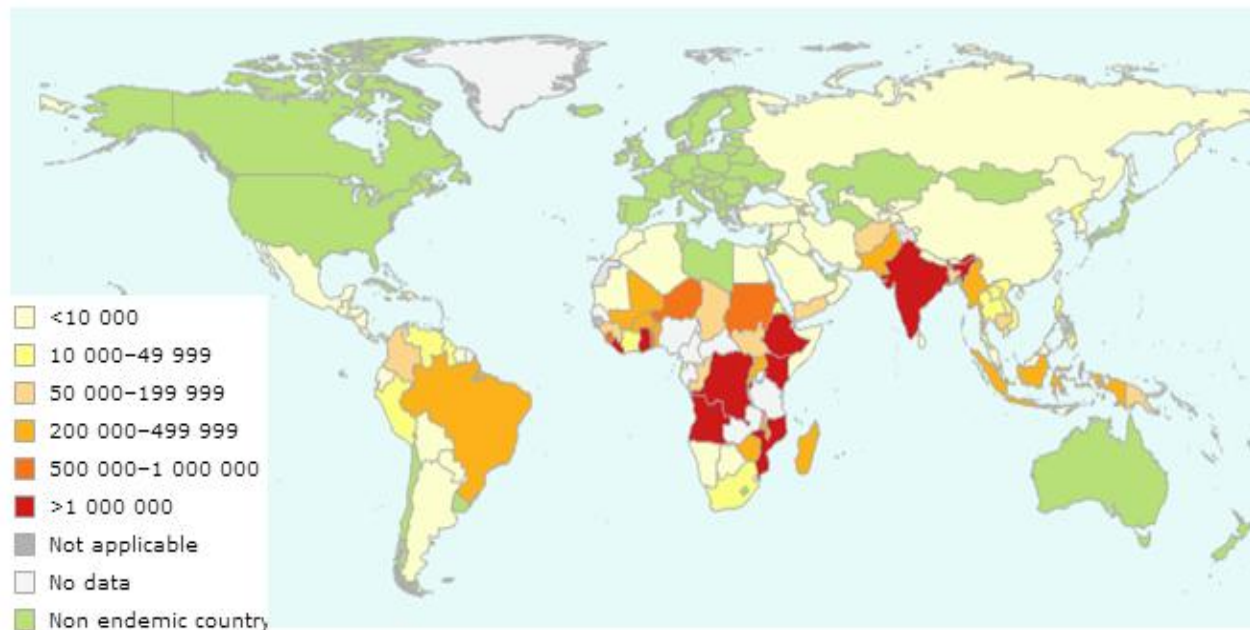 <10 000
10 000–49 999
50 000–199 999
200 000–499 999
500 000–1 000 000
>1 000 000
Not applicable
No data
Non endemic country